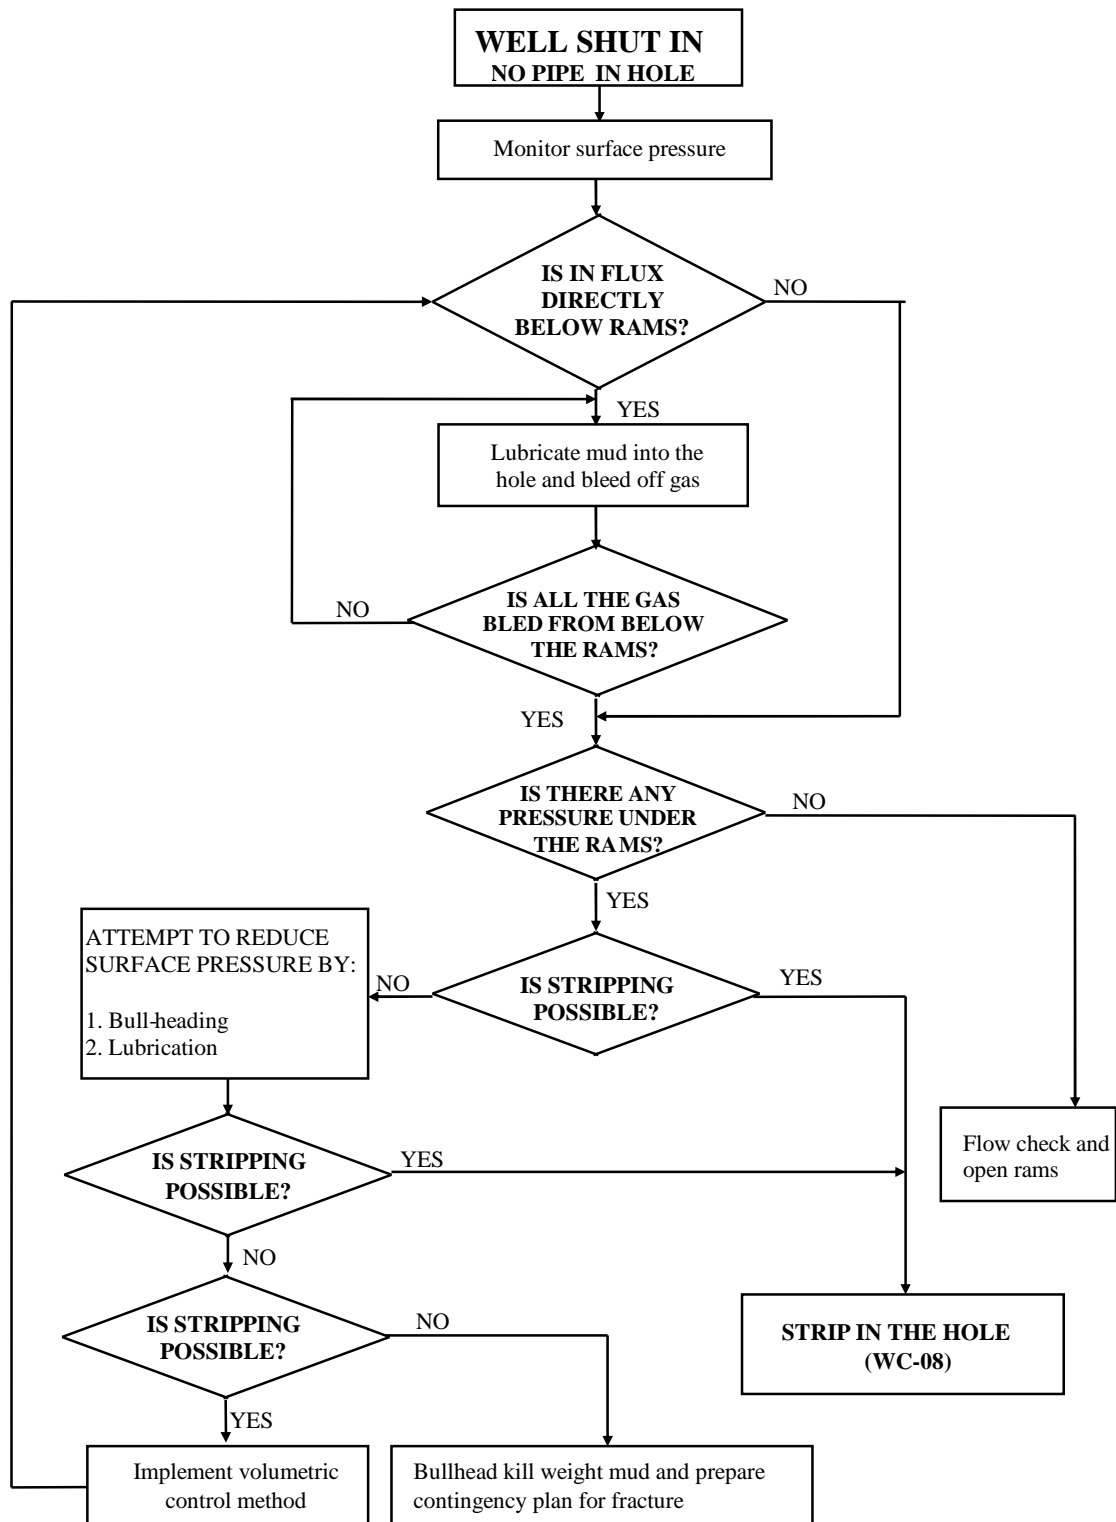 WELL SHUT IN
NO PIPE IN HOLE
Monitor surface pressure
IS IN FLUX
DIRECTLY
BELOW RAMS?
NO
YES
Lubricate mud into the
hole and bleed off gas
IS ALL THE GAS
BLED FROM BELOW
THE RAMS?
NO
YES
IS THERE ANY
PRESSURE UNDER
THE RAMS?
NO
YES
ATTEMPT TO REDUCE
SURFACE PRESSURE BY:
1. Bull-heading
2. Lubrication
NO
IS STRIPPING
POSSIBLE?
YES
Flow check and
open rams
IS STRIPPING
POSSIBLE?
YES
NO
IS STRIPPING
POSSIBLE?
NO
YES
STRIP IN THE HOLE
(WC-08)
Implement volumetric
control method
Bullhead kill weight mud and prepare
contingency plan for fracture